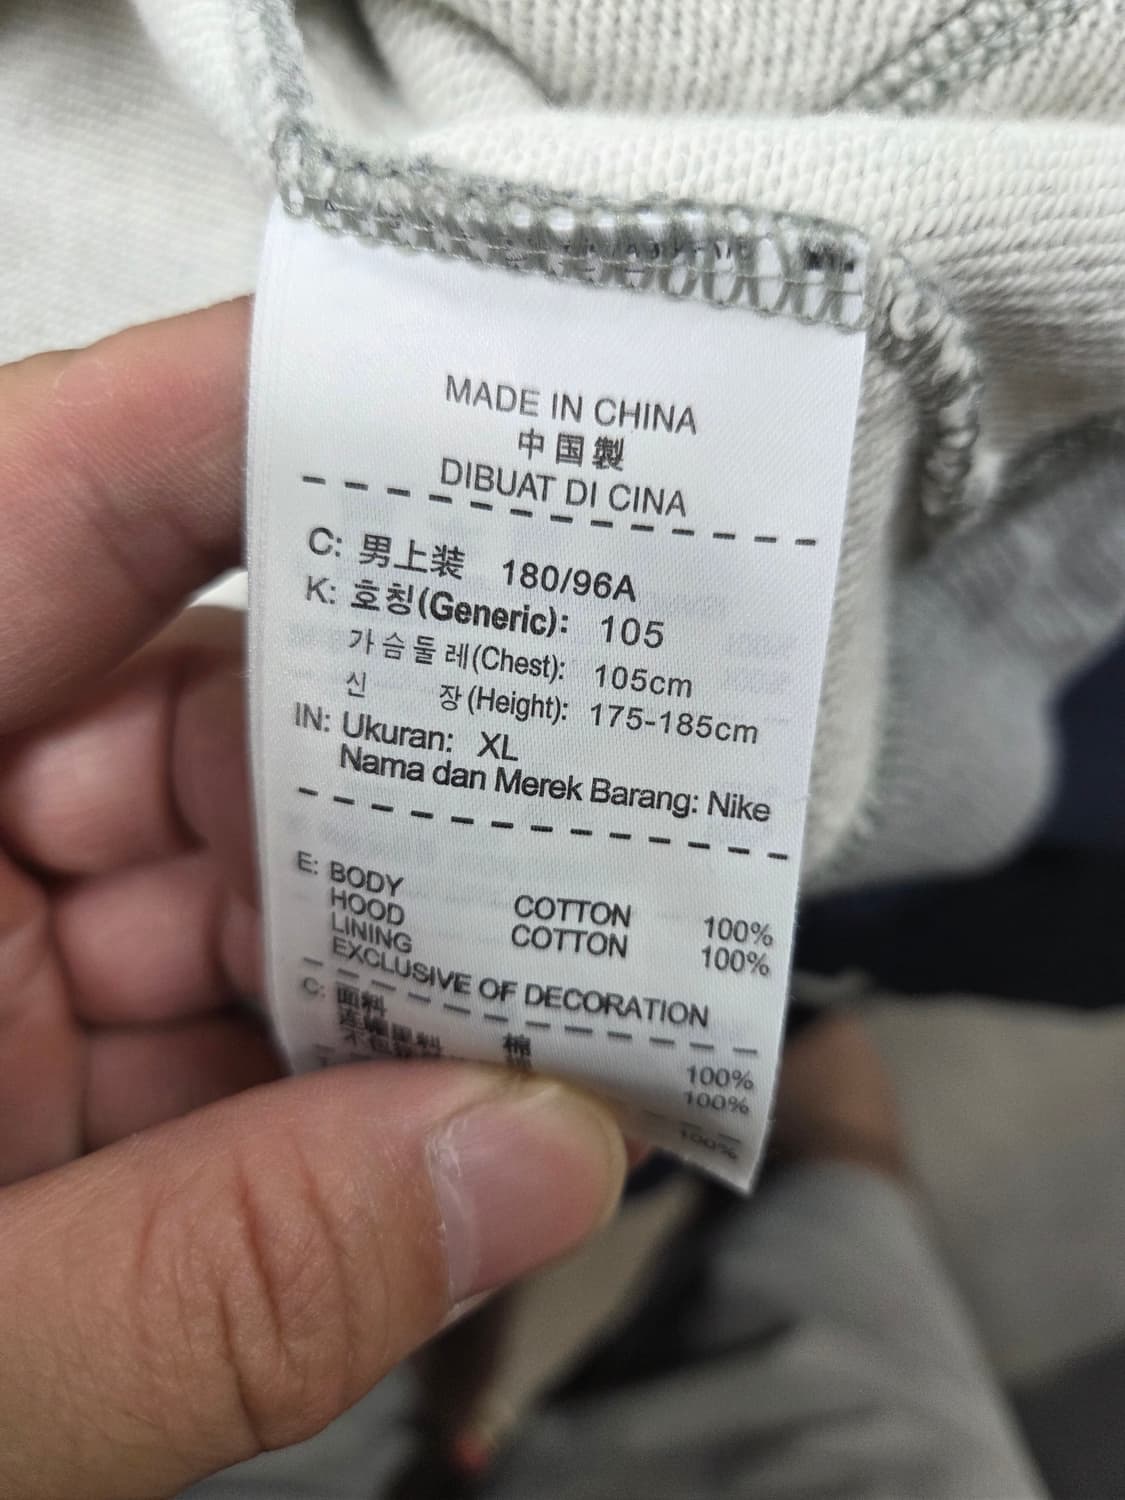 MADE IN CHINA
中国製
DIBUAT DI CINA
C: 男上装 180/96A
K: 호칭(Generic): 105
가슴둘레(Chest): 105cm
신 장(Height): 175-185cm
IN: Ukuran: XL
Nama dan Merek Barang: Nike
E: BODY COTTON 100%
HOOD COTTON 100%
LINING
EXCLUSIVE OF DECORATION
C: 面料 棉 100%
100%
100%